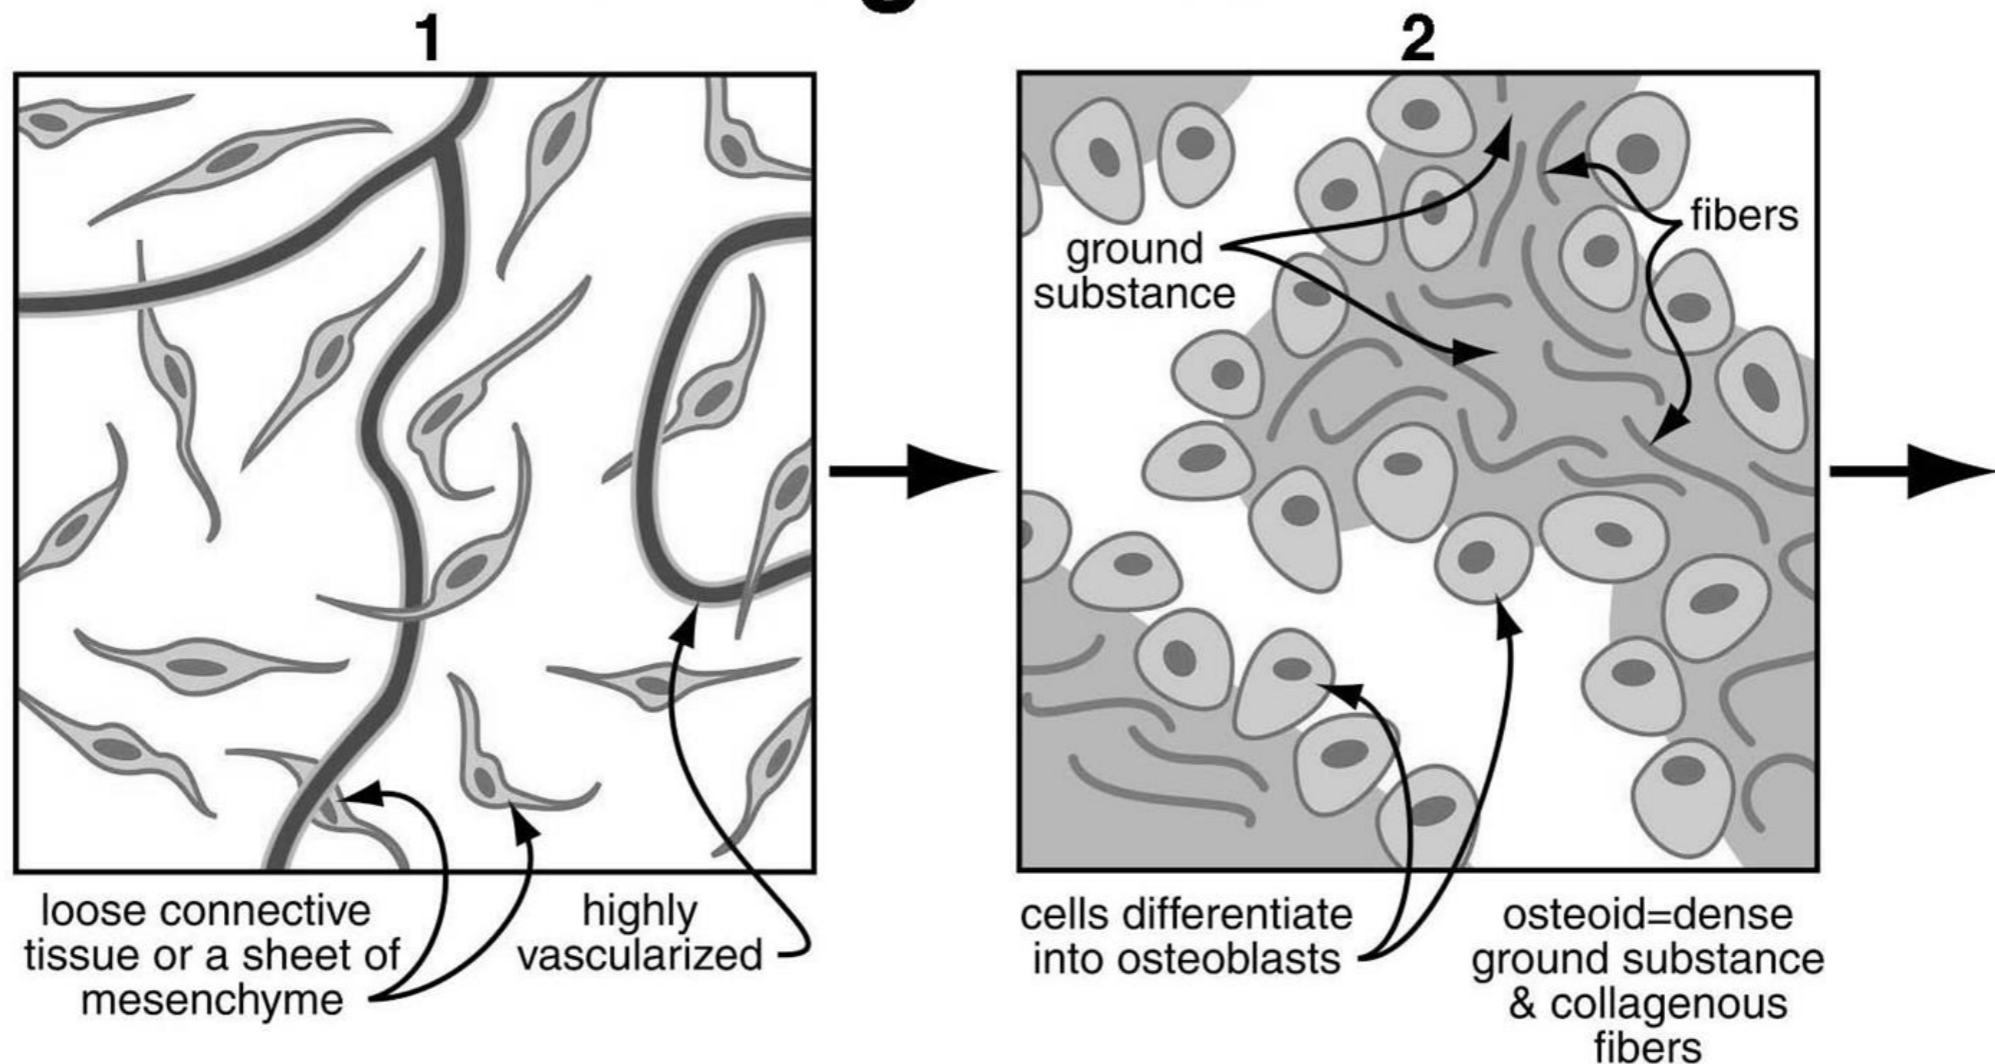 1
2
ground
substance
fibers
loose connective
tissue or a sheet of
mesenchyme
highly
vascularized
cells differentiate
into osteoblasts
osteoid=dense
ground substance
& collagenous
fibers